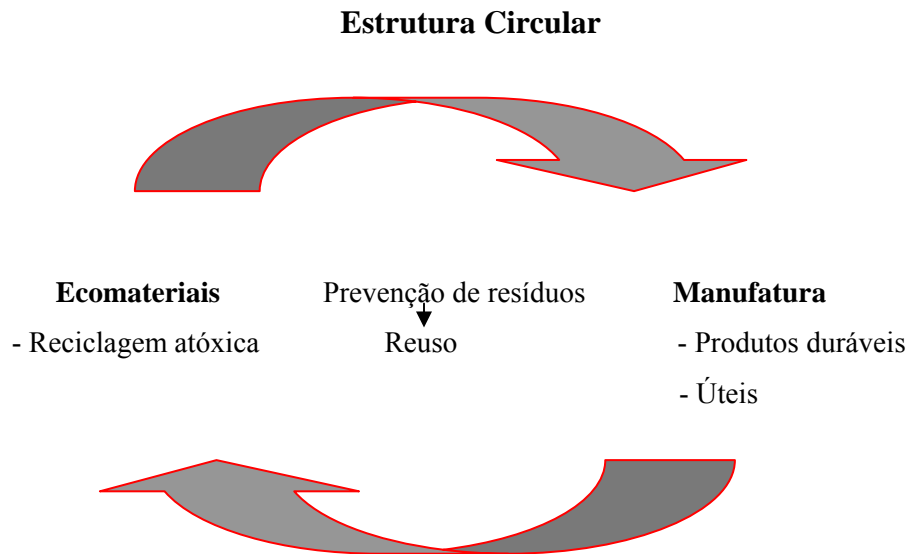 Estrutura Circular
Ecomateriais Prevenção de resíduos Manufatura
- Reciclagem atóxica Reuso - Produtos duráveis
- Úteis